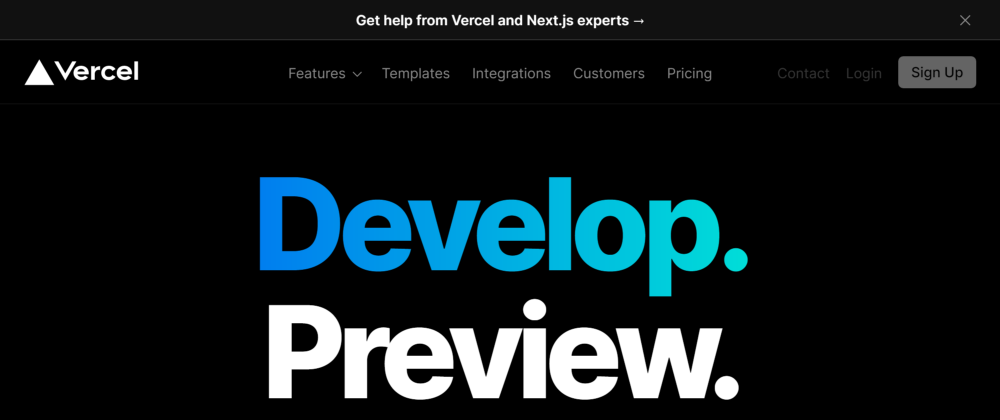 Get help from Vercel and Next.js experts →
Vercel Features Templates Integrations Customers Pricing Contact Login Sign Up
Develop.
Preview.